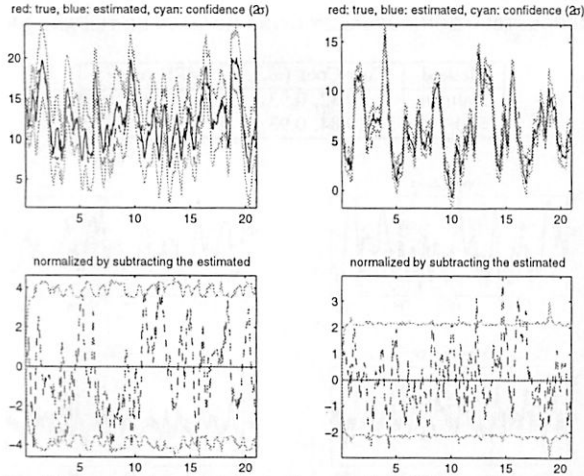 red: true, blue: estimated, cyan: confidence (2σ)
20
15
10
5
5 10 15 20
red: true, blue: estimated, cyan: confidence (2σ)
15
10
5
0
5 10 15 20
normalized by subtracting the estimated
4
2
0
−2
−4
5 10 15 20
normalized by subtracting the estimated
3
2
1
0
−1
−2
5 10 15 20